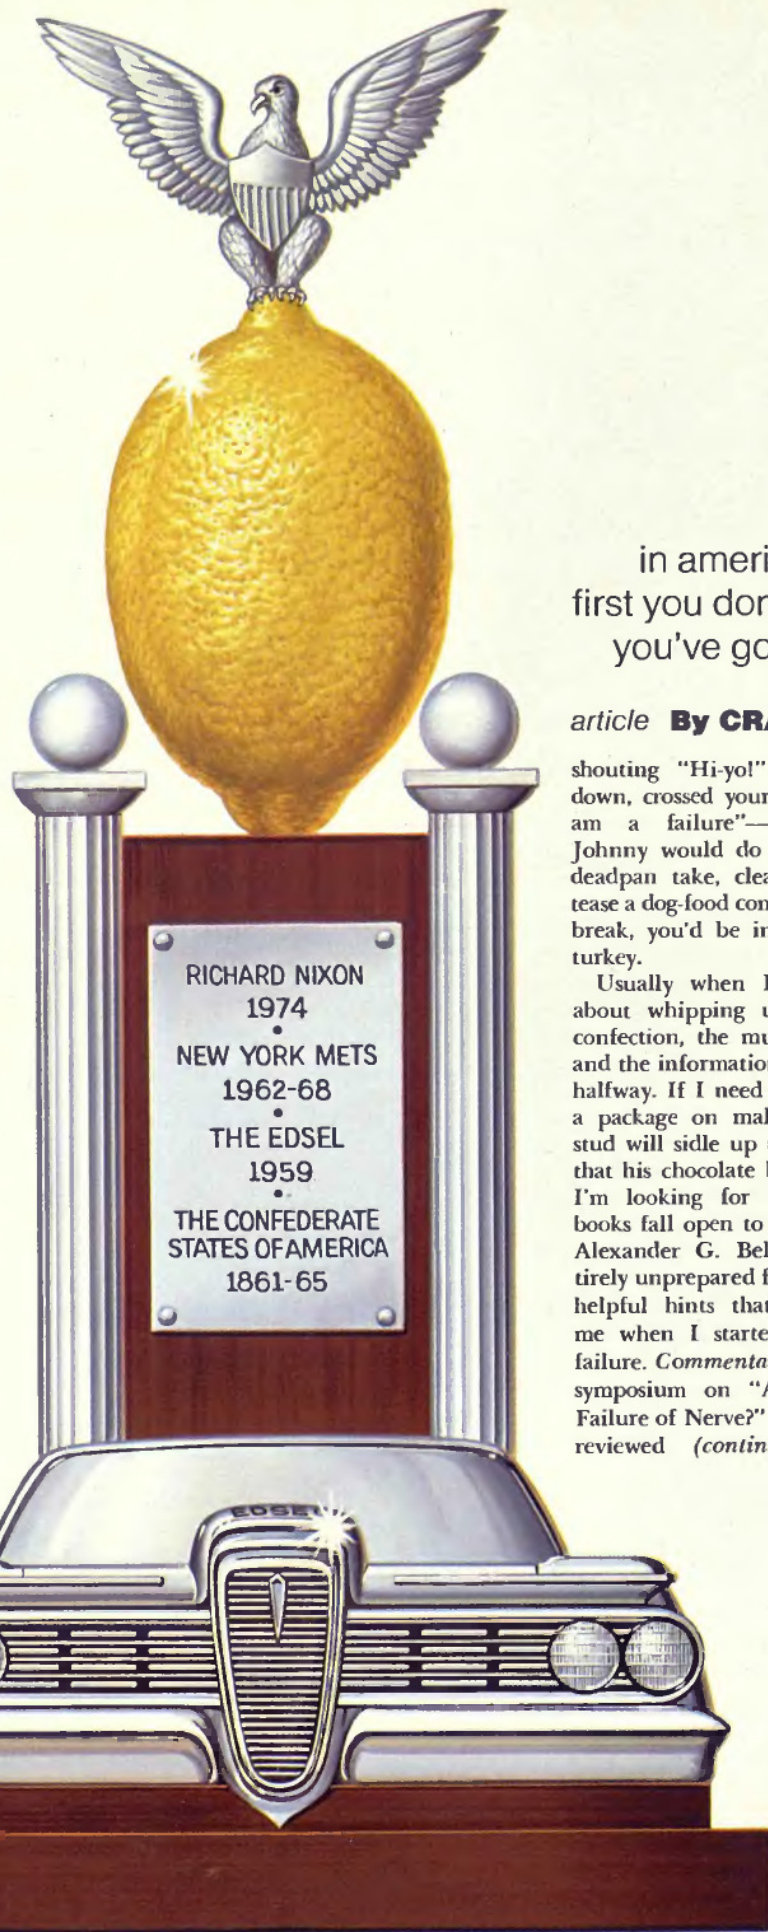 RICHARD NIXON
1974
•
NEW YORK METS
1962-68
•
THE EDSEL
1959
•
THE CONFEDERATE
STATES OF AMERICA
1861-65
EDSEL
in ameri
first you don
you've go
article By CRA
shouting "Hi-yo!"
down, crossed your
am a failure"—
Johnny would do
deadpan take, clea
tease a dog-food con
break, you'd be in
turkey.
Usually when I
about whipping u
confection, the mu
and the information
halfway. If I need
a package on mal
stud will sidle up
that his chocolate
I'm looking for
books fall open to
Alexander G. Bel
tirely unprepared f
helpful hints that
me when I starte
failure. Commenta
symposium on "A
Failure of Nerve?"
reviewed (contin